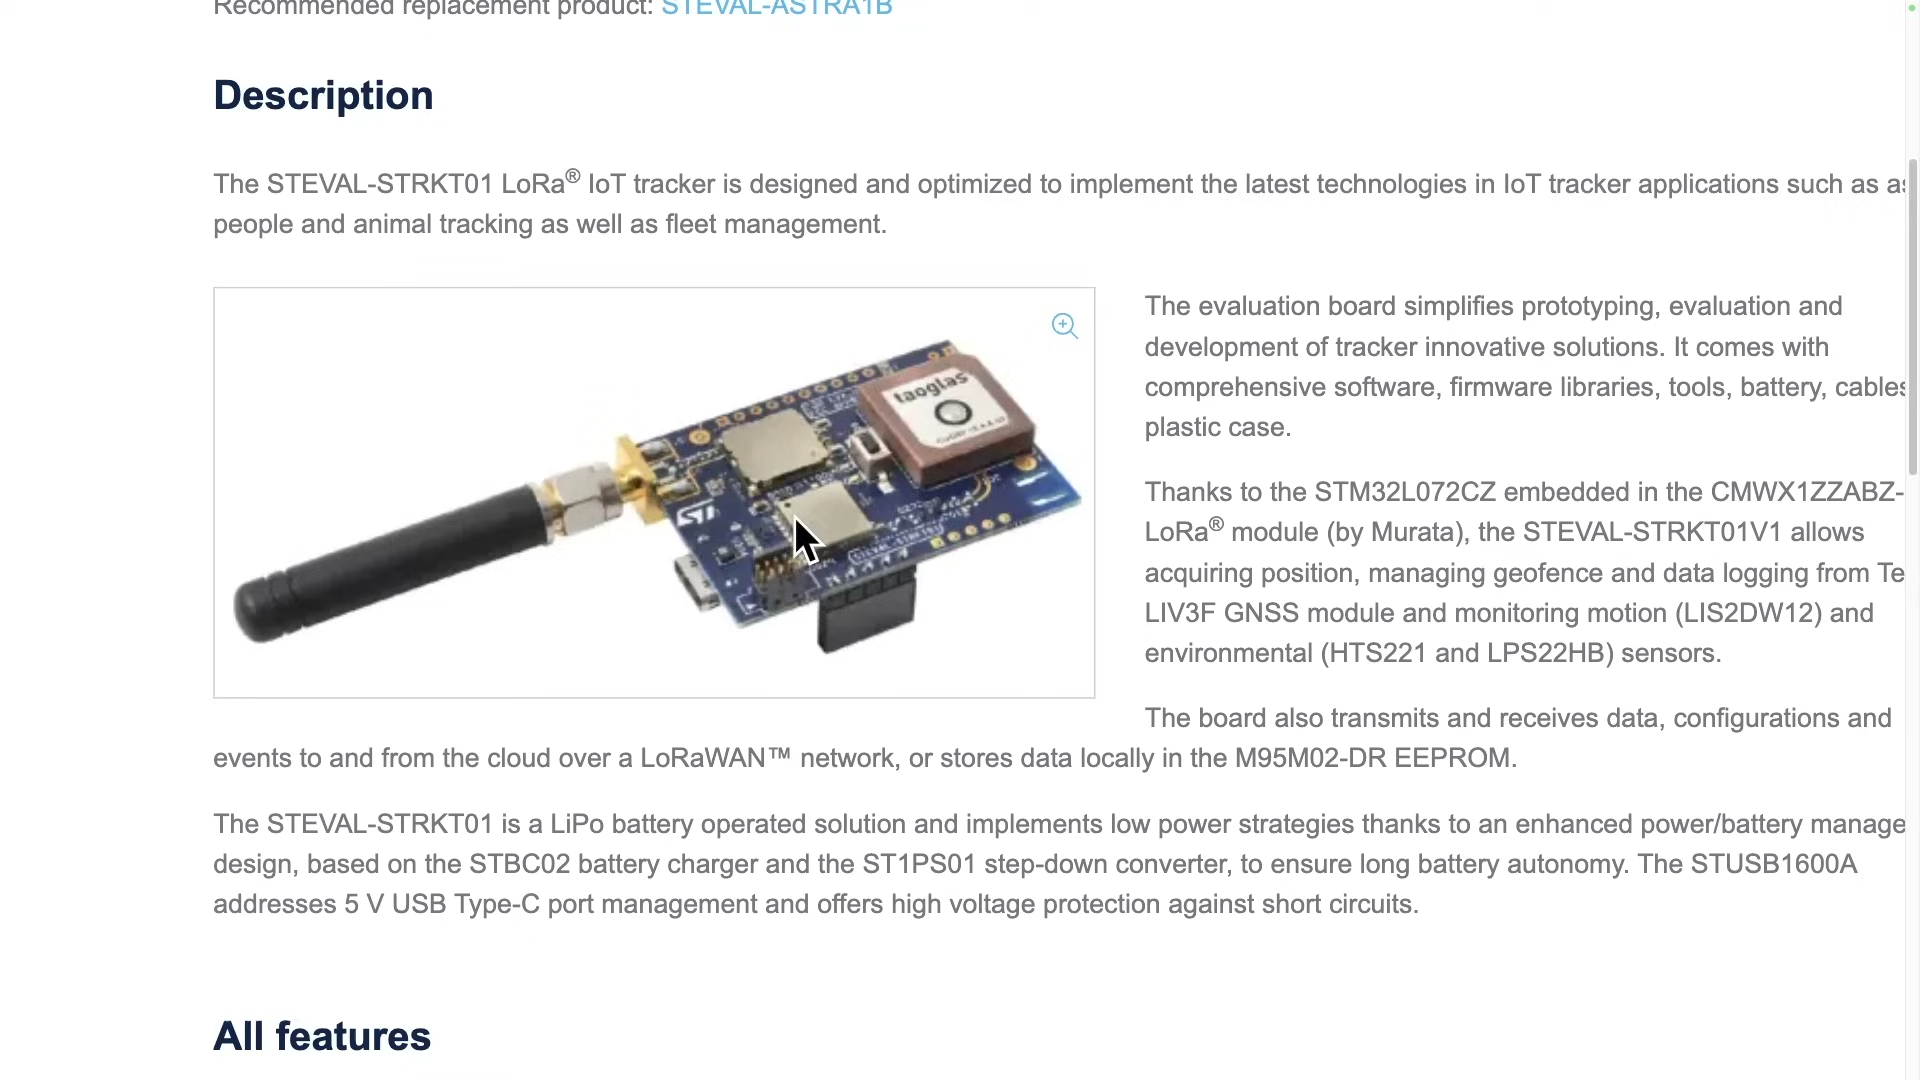 Recommended replacement product: STEVAL-ASTRA1B
Description
The STEVAL-STRKT01 LoRa® IoT tracker is designed and optimized to implement the latest technologies in IoT tracker applications such as
people and animal tracking as well as fleet management.
taoglas
ST
The evaluation board simplifies prototyping, evaluation and
development of tracker innovative solutions. It comes with
comprehensive software, firmware libraries, tools, battery, cables
plastic case.
Thanks to the STM32L072CZ embedded in the CMWX1ZZABZ-
LoRa® module (by Murata), the STEVAL-STRKT01V1 allows
acquiring position, managing geofence and data logging from Te
LIV3F GNSS module and monitoring motion (LIS2DW12) and
environmental (HTS221 and LPS22HB) sensors.
The board also transmits and receives data, configurations and
events to and from the cloud over a LoRaWAN™ network, or stores data locally in the M95M02-DR EEPROM.
The STEVAL-STRKT01 is a LiPo battery operated solution and implements low power strategies thanks to an enhanced power/battery manage
design, based on the STBC02 battery charger and the ST1PS01 step-down converter, to ensure long battery autonomy. The STUSB1600A
addresses 5 V USB Type-C port management and offers high voltage protection against short circuits.
All features